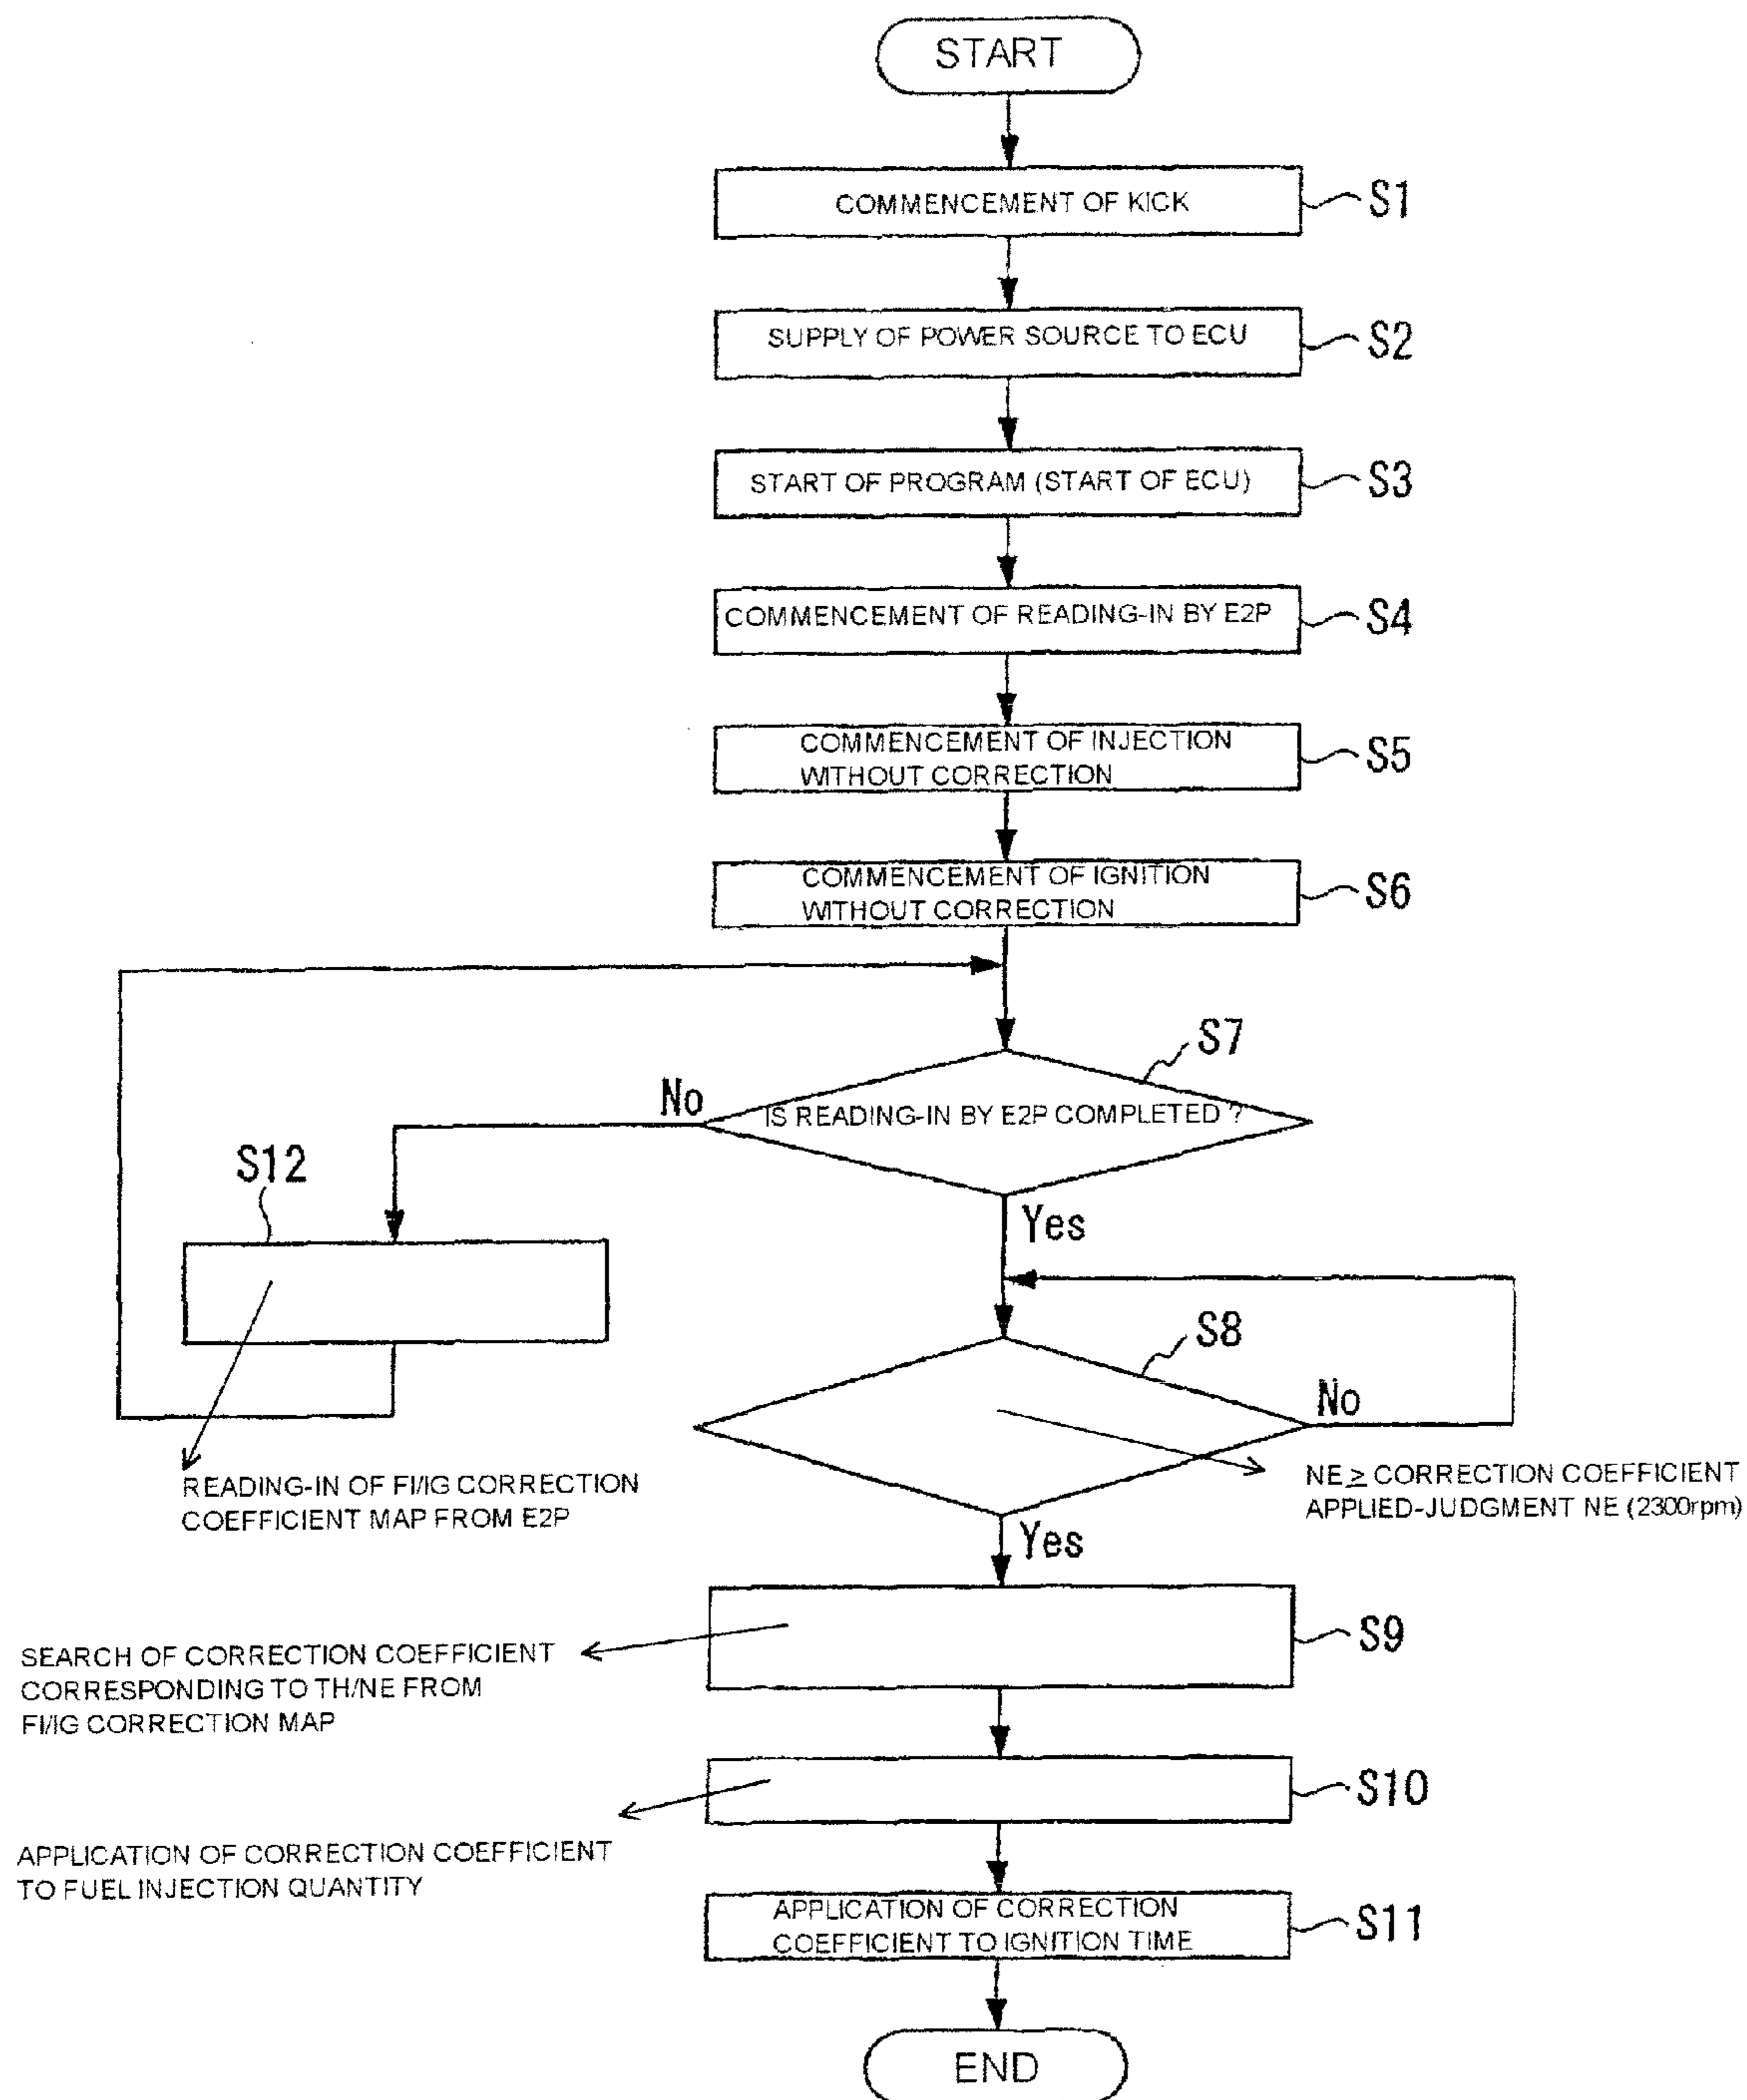 START
COMMENCEMENT OF KICK
S1
SUPPLY OF POWER SOURCE TO ECU
S2
START OF PROGRAM (START OF ECU)
S3
COMMENCEMENT OF READING-IN BY E2P
S4
COMMENCEMENT OF INJECTION
WITHOUT CORRECTION
S5
COMMENCEMENT OF IGNITION
WITHOUT CORRECTION
S6
S7
No
IS READING-IN BY E2P COMPLETED ?
S12
Yes
S8
No
READING-IN OF FI/IG CORRECTION
COEFFICIENT MAP FROM E2P
NE ≥ CORRECTION COEFFICIENT
APPLIED-JUDGMENT NE (2300rpm)
Yes
S9
SEARCH OF CORRECTION COEFFICIENT
CORRESPONDING TO TH/NE FROM
FI/IG CORRECTION MAP
S10
APPLICATION OF CORRECTION COEFFICIENT
TO FUEL INJECTION QUANTITY
APPLICATION OF CORRECTION
COEFFICIENT TO IGNITION TIME
S11
END